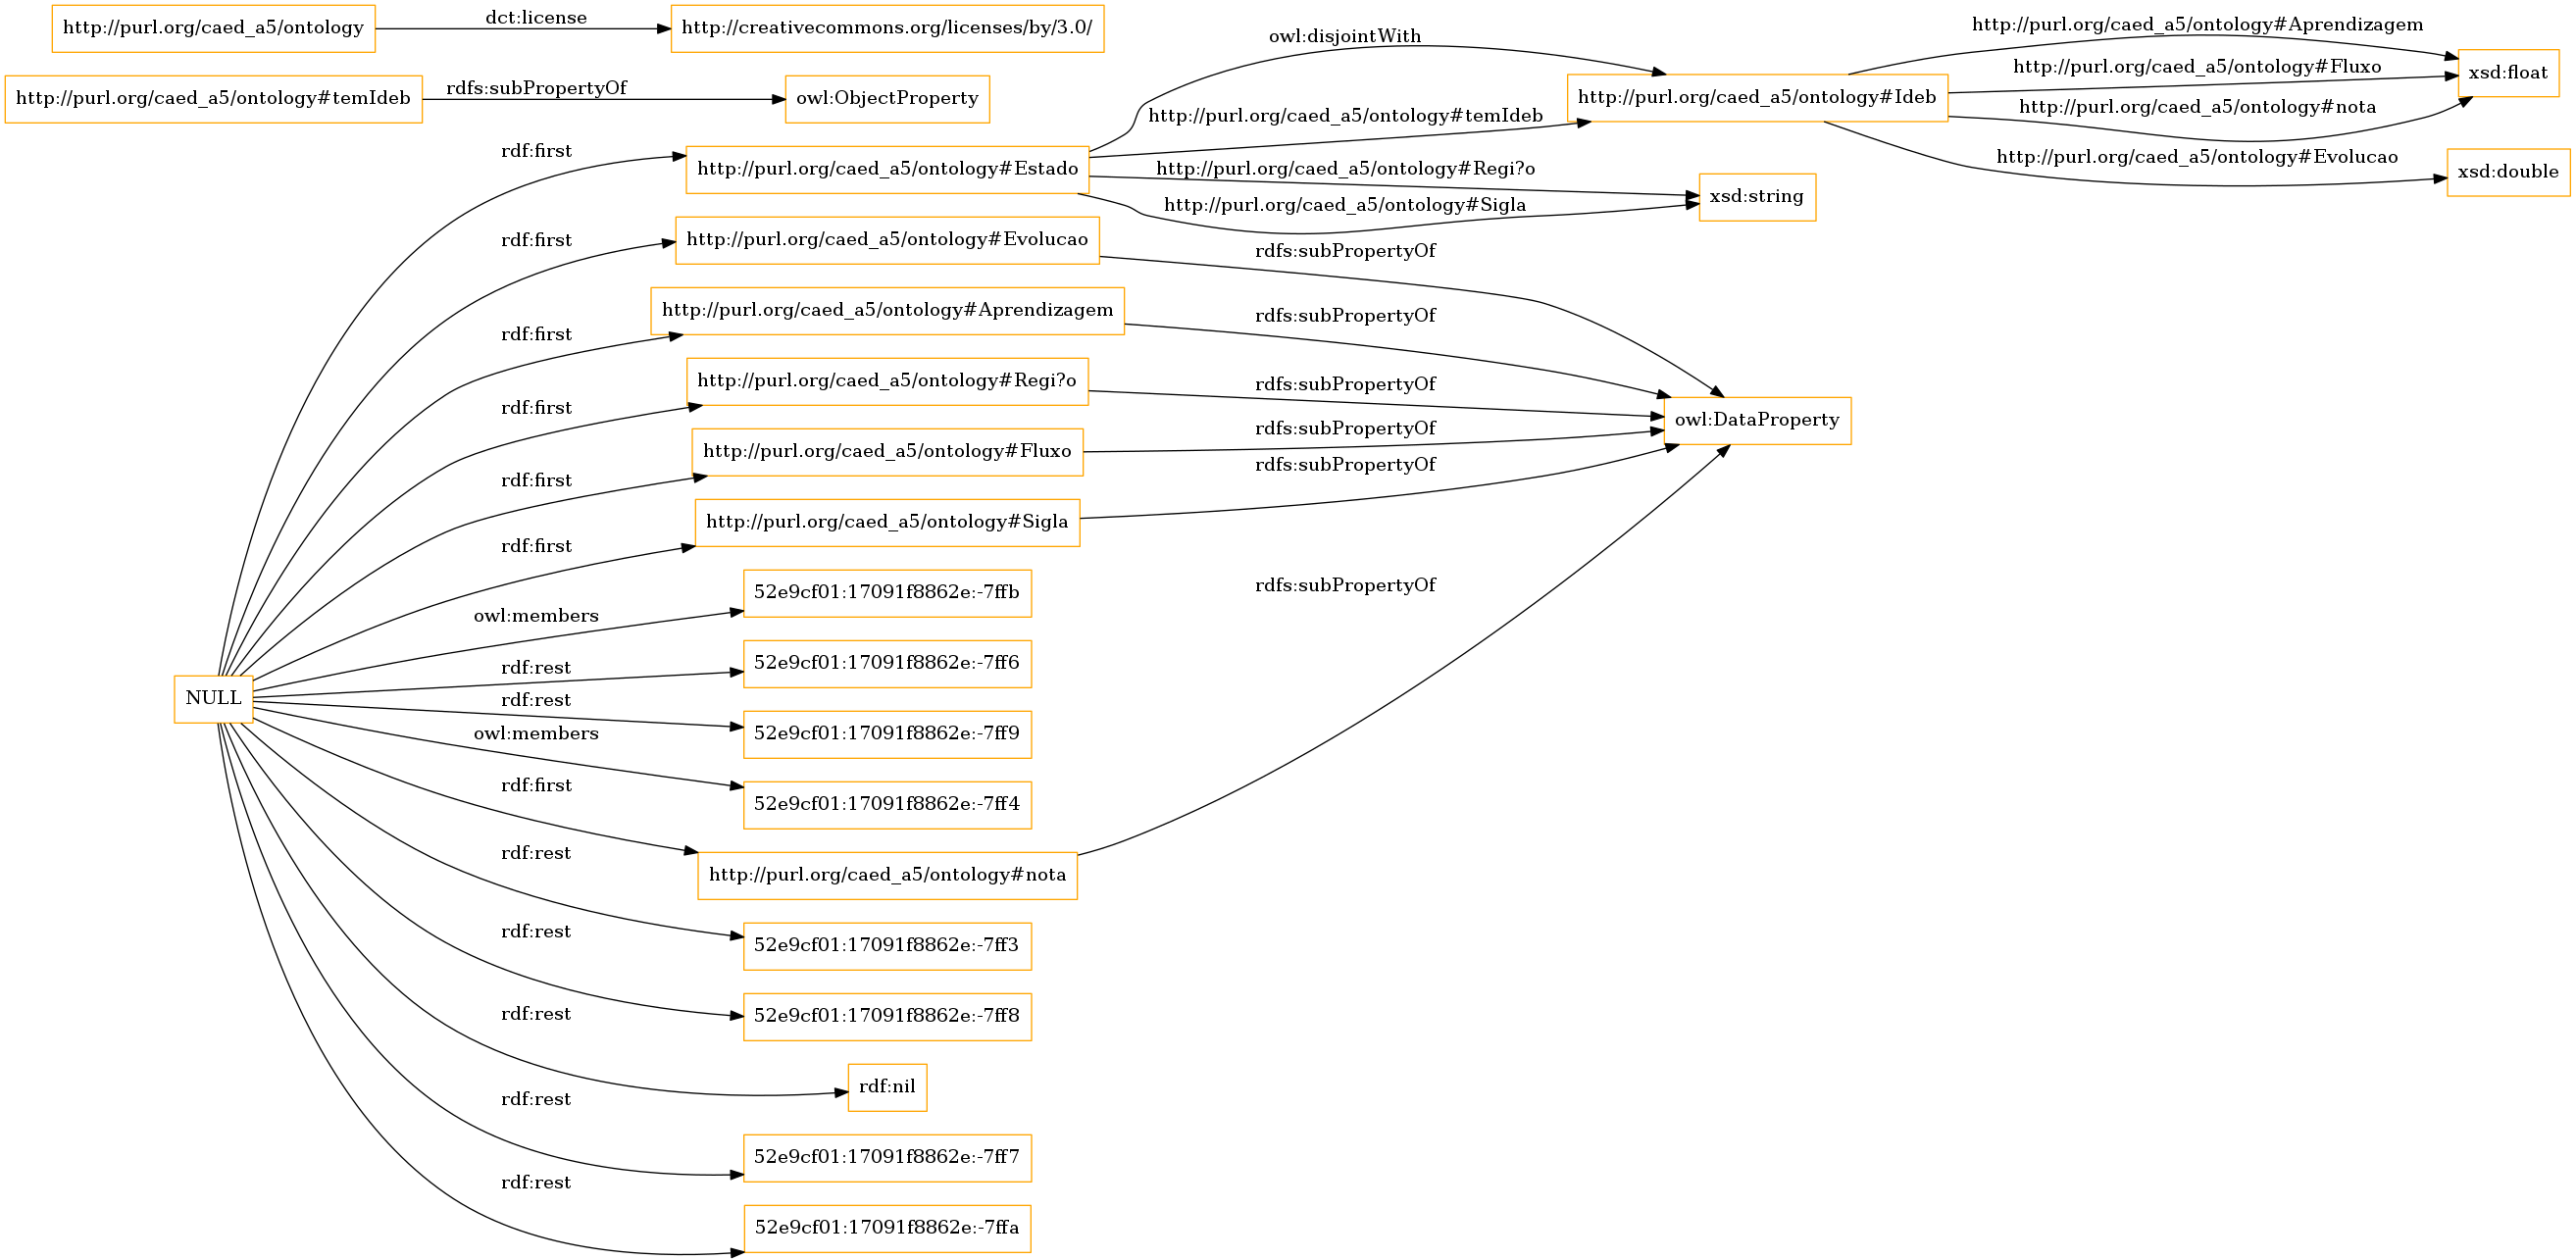 http://purl.org/caed_a5/ontology
dct:license
http://creativecommons.org/licenses/by/3.0/
http://purl.org/caed_a5/ontology#temIdeb
rdfs:subPropertyOf
owl:ObjectProperty
owl:disjointWith
http://purl.org/caed_a5/ontology#temIdeb
http://purl.org/caed_a5/ontology#Ideb
http://purl.org/caed_a5/ontology#Aprendizagem
http://purl.org/caed_a5/ontology#Fluxo
http://purl.org/caed_a5/ontology#nota
http://purl.org/caed_a5/ontology#Evolucao
xsd:float
xsd:double
rdf:first
http://purl.org/caed_a5/ontology#Estado
http://purl.org/caed_a5/ontology#Regi?o
http://purl.org/caed_a5/ontology#Sigla
xsd:string
rdf:first
http://purl.org/caed_a5/ontology#Evolucao
rdfs:subPropertyOf
rdf:first
http://purl.org/caed_a5/ontology#Aprendizagem
rdfs:subPropertyOf
rdf:first
http://purl.org/caed_a5/ontology#Regi?o
rdfs:subPropertyOf
owl:DataProperty
rdf:first
http://purl.org/caed_a5/ontology#Fluxo
rdfs:subPropertyOf
rdf:first
http://purl.org/caed_a5/ontology#Sigla
rdfs:subPropertyOf
owl:members
52e9cf01:17091f8862e:-7ffb
rdfs:subPropertyOf
rdf:rest
52e9cf01:17091f8862e:-7ff6
NULL
rdf:rest
52e9cf01:17091f8862e:-7ff9
owl:members
52e9cf01:17091f8862e:-7ff4
rdf:first
http://purl.org/caed_a5/ontology#nota
rdf:rest
52e9cf01:17091f8862e:-7ff3
rdf:rest
52e9cf01:17091f8862e:-7ff8
rdf:rest
rdf:nil
rdf:rest
52e9cf01:17091f8862e:-7ff7
rdf:rest
52e9cf01:17091f8862e:-7ffa